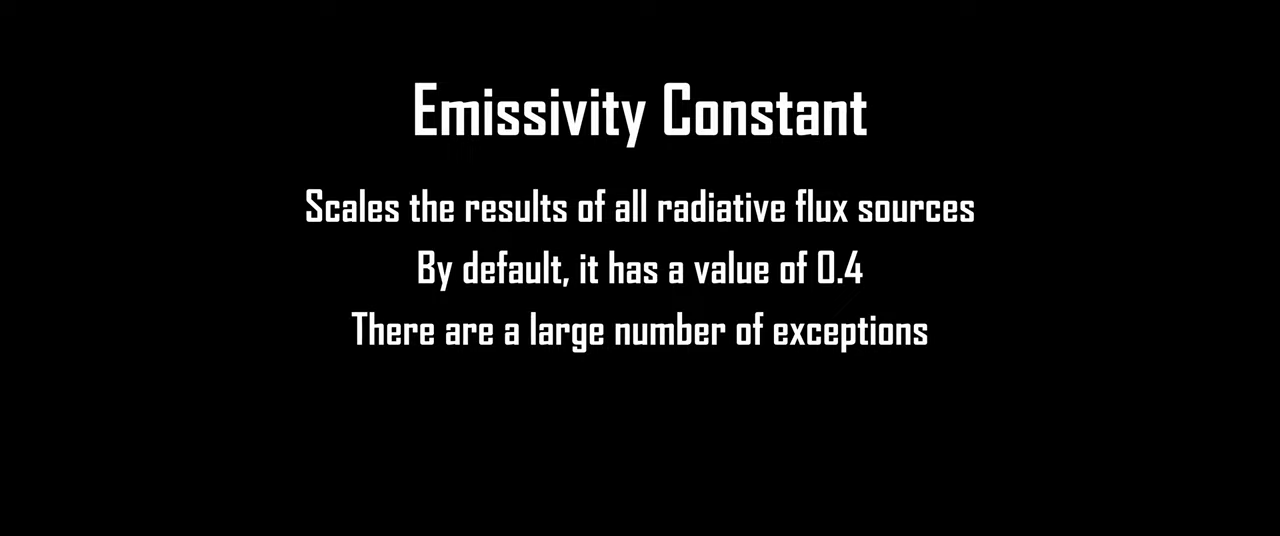 Emissivity Constant
Scales the results of all radiative flux sources
By default, it has a value of 0.4
There are a large number of exceptions